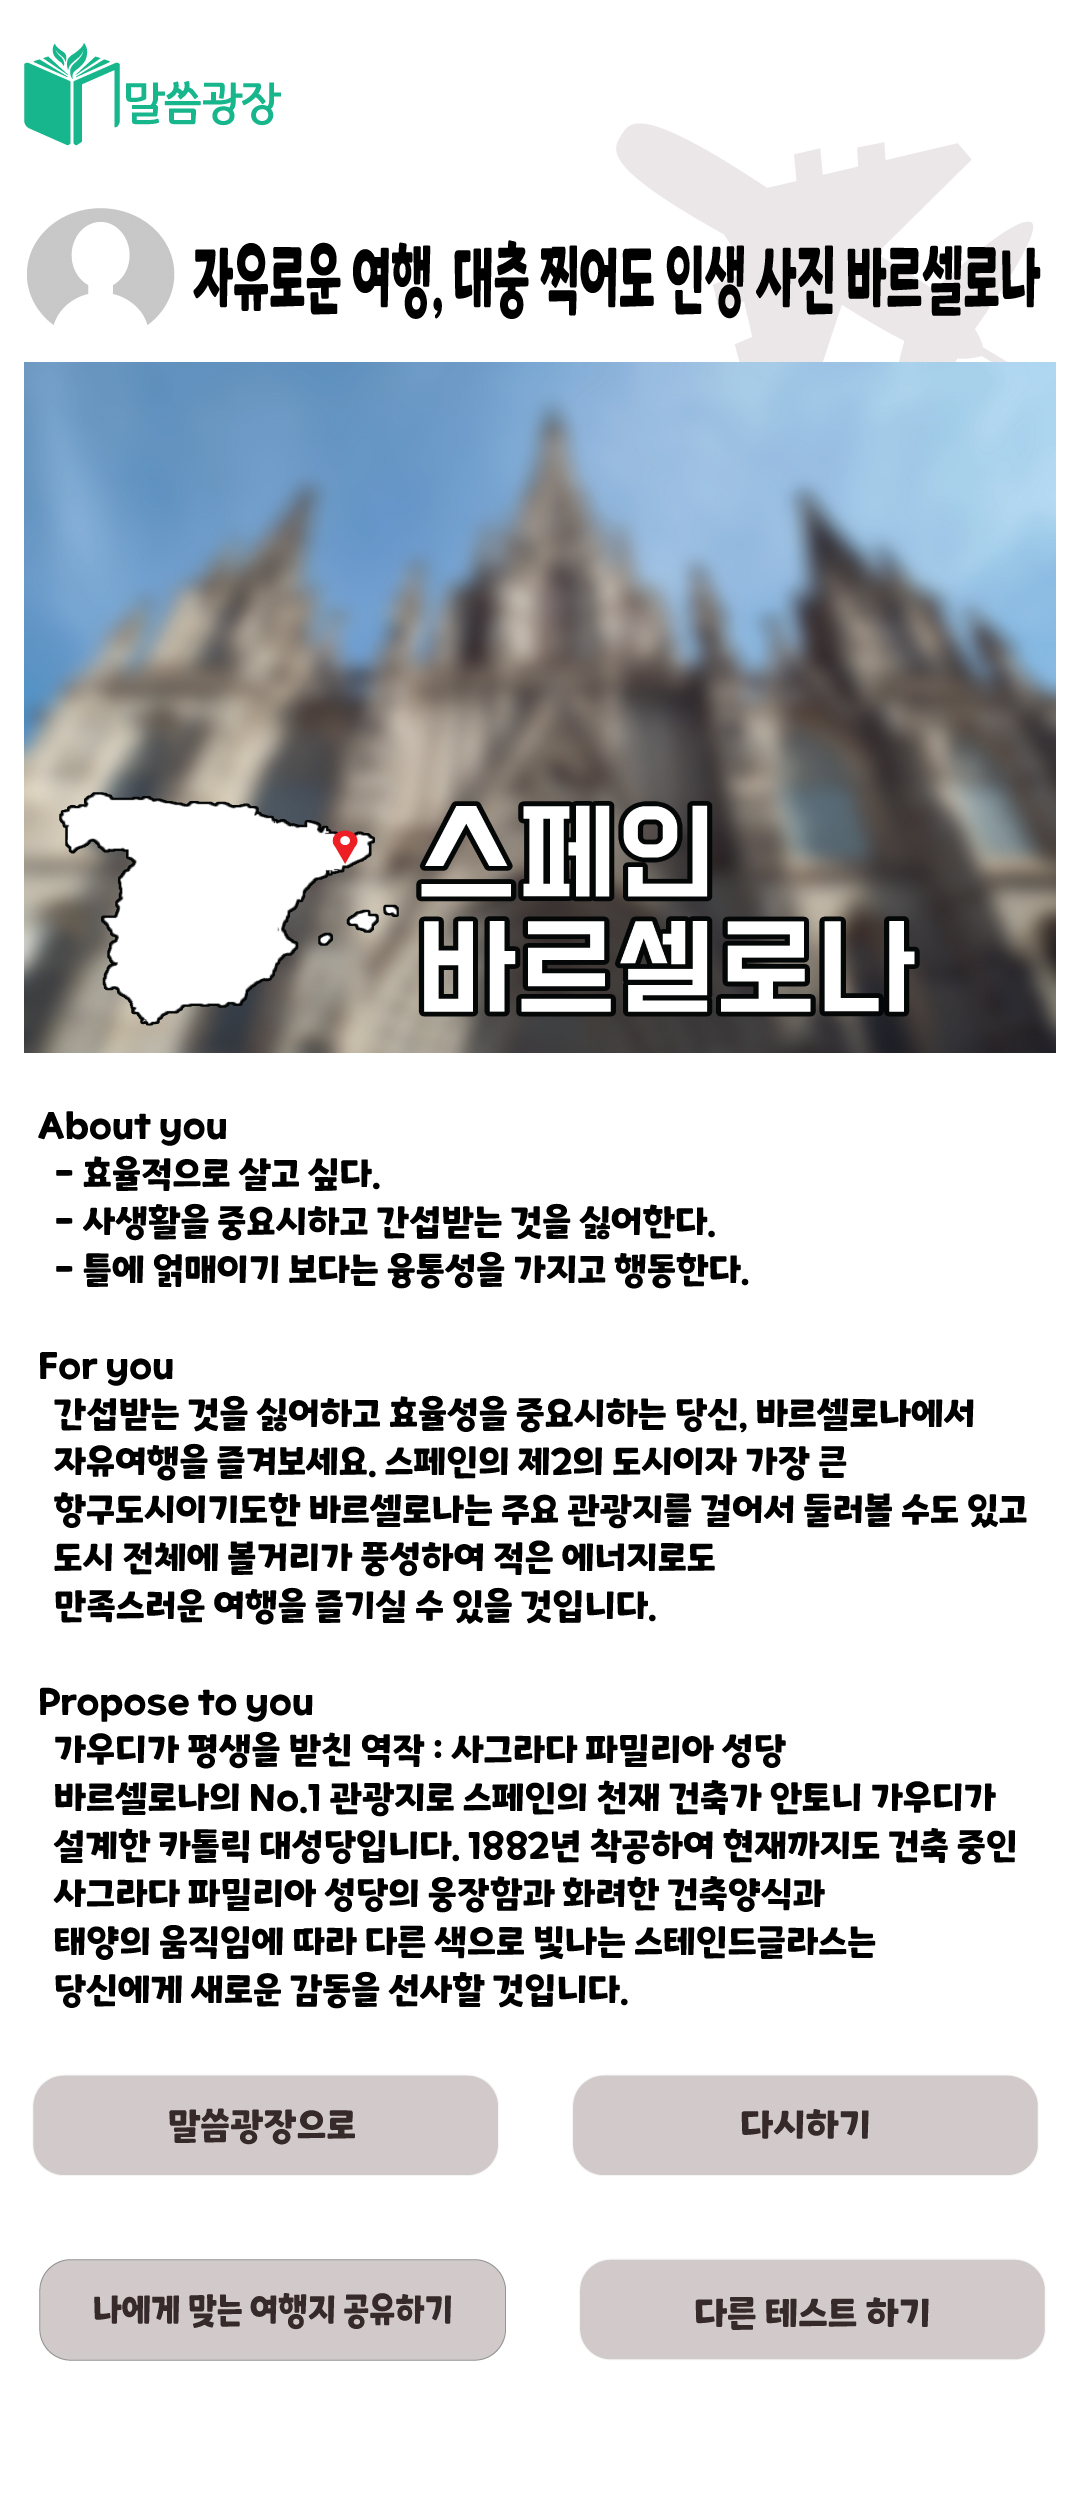 말씀광장
자유로운 여행, 대충 찍어도 인생 사진 바르셀로나
스페인
바르셀로나
About you
- 효율적으로 살고 싶다.
- 사생활을 중요시하고 간섭받는 것을 싫어한다.
- 틀에 얽매이기 보다는 융통성을 가지고 행동한다.
For you
간섭받는 것을 싫어하고 효율성을 중요시하는 당신, 바르셀로나에서
자유여행을 즐겨보세요. 스페인의 제2의 도시이자 가장 큰
항구도시이기도한 바르셀로나는 주요 관광지를 걸어서 둘러볼 수도 있고
도시 전체에 볼거리가 풍성하여 적은 에너지로도
만족스러운 여행을 즐기실 수 있을 것입니다.
Propose to you
가우디가 평생을 받친 역작 : 사그라다 파밀리아 성당
바르셀로나의 No.1 관광지로 스페인의 천재 건축가 안토니 가우디가
설계한 카톨릭 대성당입니다. 1882년 착공하여 현재까지도 건축 중인
사그라다 파밀리아 성당의 웅장함과 화려한 건축양식과
태양의 움직임에 따라 다른 색으로 빛나는 스테인드글라스는
당신에게 새로운 감동을 선사할 것입니다.
말씀광장으로
다시하기
나에게 맞는 여행지 공유하기
다른 테스트 하기